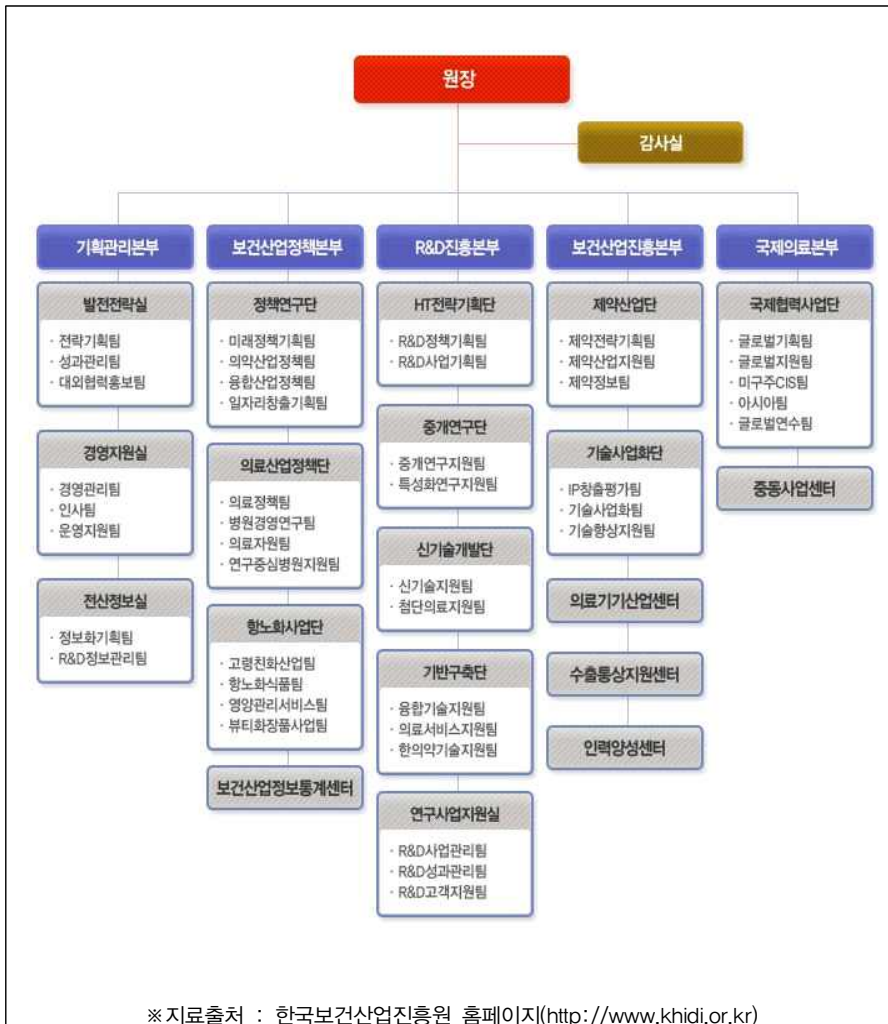 원장
감사실
기획관리본부
발전전략실
· 전략기획팀
· 성과관리팀
· 대외협력홍보팀
경영지원실
· 경영관리팀
· 인사팀
· 운영지원팀
전산정보실
· 정보화기획팀
· R&D정보관리팀
보건산업정책본부
정책연구단
· 미래정책기획팀
· 의약산업정책팀
· 융합산업정책팀
· 일자리창출기획팀
의료산업정책단
· 의료정책팀
· 병원경영연구팀
· 의료자원팀
· 연구중심병원지원팀
항노화사업단
· 고령친화산업팀
· 항노화식품팀
· 영양관리서비스팀
· 뷰티화장품사업팀
보건산업정보통계센터
R&D진흥본부
HT전략기획단
· R&D정책기획팀
· R&D사업기획팀
중개연구단
· 중개연구지원팀
· 특성화연구지원팀
신기술개발단
· 신기술지원팀
· 첨단의료지원팀
기반구축단
· 융합기술지원팀
· 의료서비스지원팀
· 한의약기술지원팀
연구사업지원실
· R&D사업관리팀
· R&D성과관리팀
· R&D고객지원팀
보건산업진흥본부
제약산업단
· 제약전략기획팀
· 제약산업지원팀
· 제약정보팀
기술사업화단
· IP창출평가팀
· 기술사업화팀
· 기술향상지원팀
의료기기산업센터
수출통상지원센터
인력양성센터
국제의료본부
국제협력사업단
· 글로벌기획팀
· 글로벌지원팀
· 미구주CIS팀
· 아시아팀
· 글로벌연수팀
중동사업센터
※지료출처 : 한국보건산업진흥원 홈페이지(http://www.khidi.or.kr)